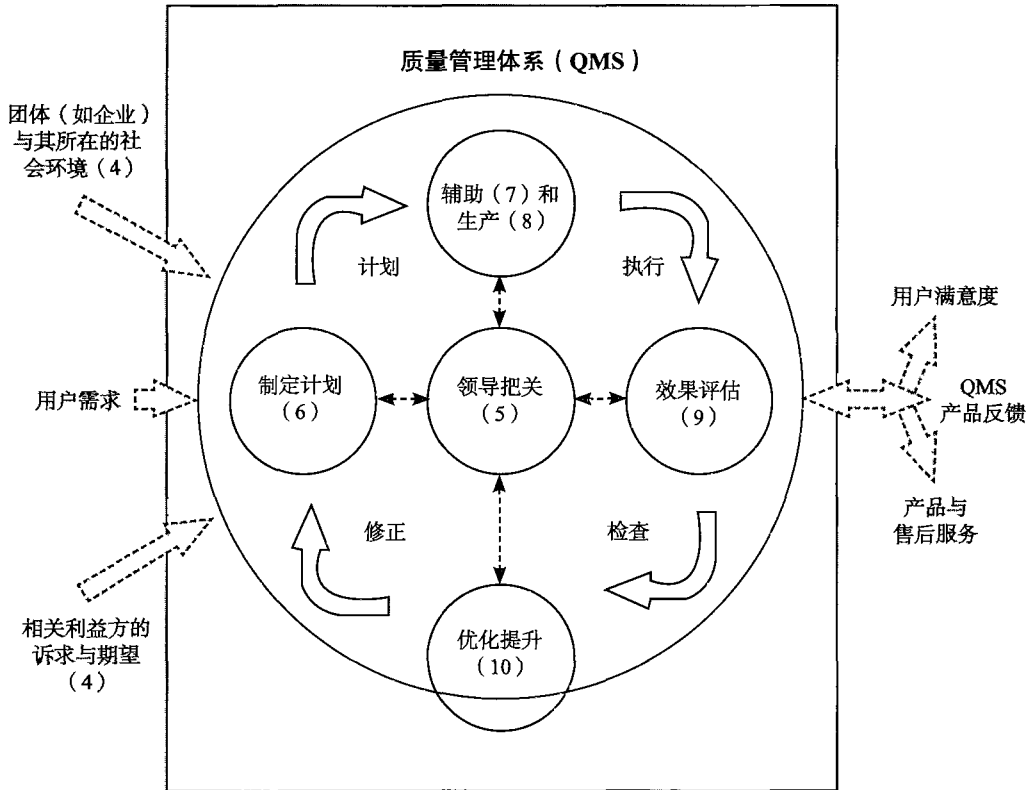 质量管理体系（QMS）
团体（如企业）
与其所在的社
会环境（4）
辅助（7）和
生产（8）
计划
执行
用户满意度
用户需求
制定计划
（6）
领导把关
（5）
效果评估
（9）
QMS
产品反馈
修正
检查
产品与
售后服务
相关利益方的
诉求与期望
（4）
优化提升
（10）